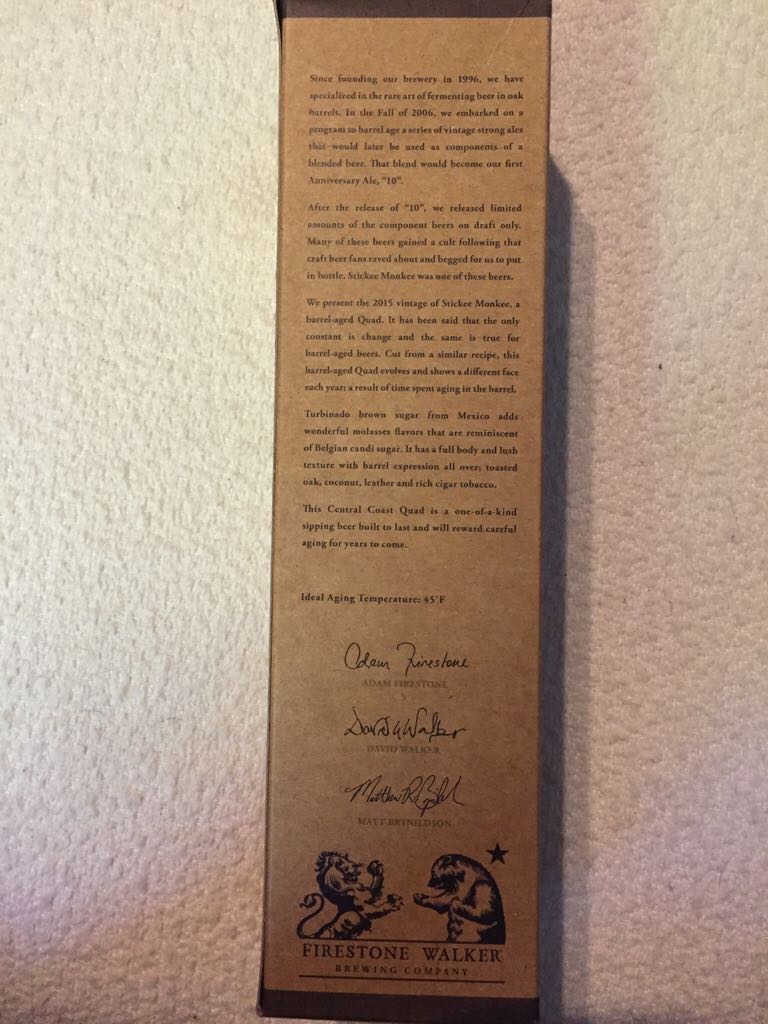 Since founding our brewery in 1996, we have
specialized in the rare art of fermenting beer in oak
barrels. In the Fall of 2006, we embarked on a
program to barrel age a series of vintage strong ales
that would later be used as components of a
blended beer. That blend would become our first
Anniversary Ale, "10".
After the release of "10", we released limited
amounts of the component beers on draft only.
Many of these beers gained a cult following that
craft beer fans raved about and begged for us to put
in bottle. Stickee Monkee was one of these beers.
We present the 2015 vintage of Stickee Monkee, a
barrel-aged Quad. It has been said that the only
constant is change and the same is true for
barrel-aged beers. Cut from a similar recipe, this
barrel-aged Quad evolves and shows a different face
each year; a result of time spent aging in the barrel.
Turbinado brown sugar from Mexico adds
wonderful molasses flavors that are reminiscent
of Belgian candi sugar. It has a full body and lush
texture with barrel expression all over; toasted
oak, coconut, leather and rich cigar tobacco.
This Central Coast Quad is a one-of-a-kind
sipping beer built to last and will reward careful
aging for years to come.
Ideal Aging Temperature: 45°F
Adam Firestone
ADAM FIRESTONE
David Walker
DAVID WALKER
MATT BRYNILDSON
FIRESTONE WALKER
BREWING COMPANY